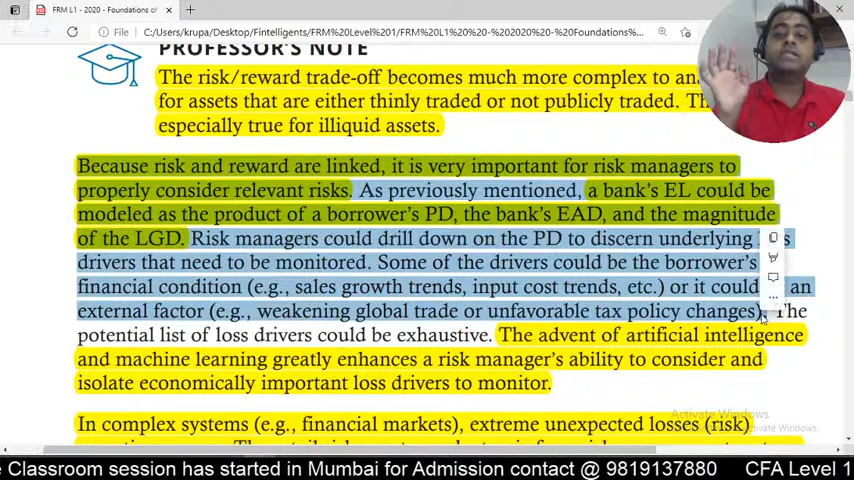 FRM L1 - 2020 - Foundations of
File
C:/Users/krupa/Desktop/Fintelligents/FRM%20Level%201/FRM%20L1%20-%202020%20-%20Foundations%...
PROFESSOR'S NOTE
The risk/reward trade-off becomes much more complex to
for assets that are either thinly traded or not publicly traded.
especially true for illiquid assets.
Because risk and reward are linked, it is very important for risk managers to
properly consider relevant risks. As previously mentioned, a bank's EL could be
modeled as the product of a borrower's PD, the bank's EAD, and the magnitude
of the LGD. Risk managers could drill down on the PD to discern underlying
drivers that need to be monitored. Some of the drivers could be the borrower's
financial condition (e.g., sales growth trends, input cost trends, etc.) or it could an
external factor (e.g., weakening global trade or unfavorable tax policy changes). The
potential list of loss drivers could be exhaustive. The advent of artificial intelligence
and machine learning greatly enhances a risk manager's ability to consider and
isolate economically important loss drivers to monitor.
Activate Windows
In complex systems (e.g., financial markets), extreme unexpected losses (risk)
activate Windows.
e Classroom session has started in Mumbai for Admission contact @ 9819137880 CFA Level 1